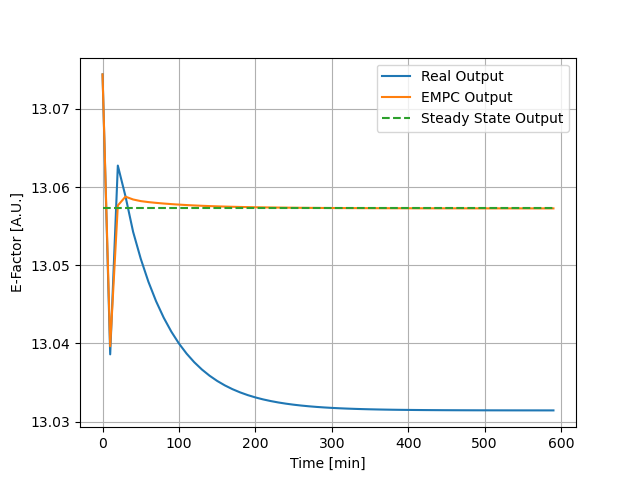 Real Output
EMPC Output
Steady State Output
13.07
13.06
13.05
13.04
13.03
E-Factor [A.U.]
0 100 200 300 400 500 600
Time [min]